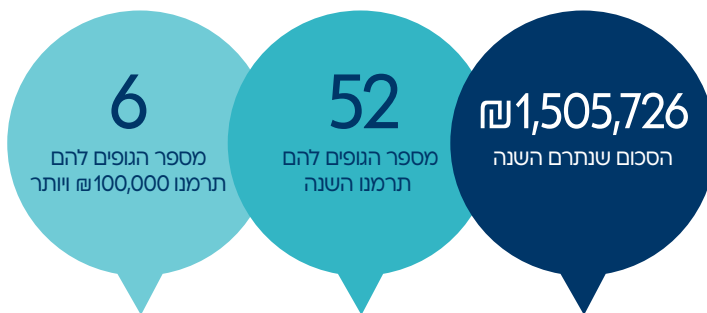 ₪1,505,726
הסכום שנתרם השנה
52
מספר הגופים להם
תרמנו השנה
6
מספר הגופים להם
תרמנו 100,000₪ ויותר